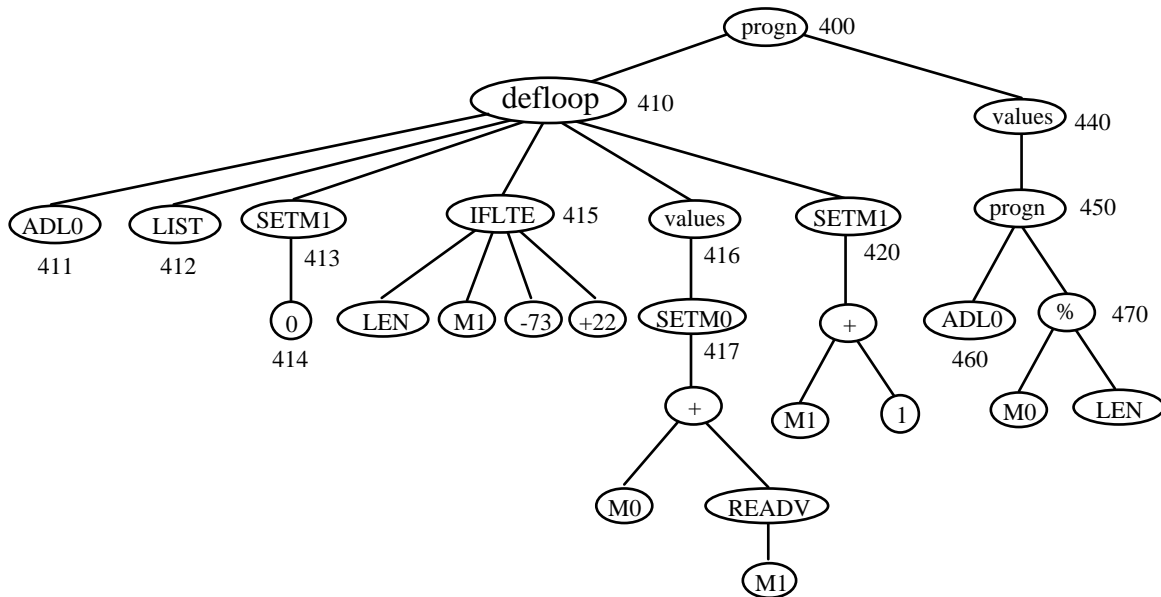 progn 400
defloop 410
values 440
ADL0 LIST SETM1 IFLTE 415 values SETM1 progn 450
411 412 413 416 420
0 LEN M1 -73 +22 SETM0 + ADL0 % 470
414 417 460
+ M1 1 M0 LEN
M0 READV
M1